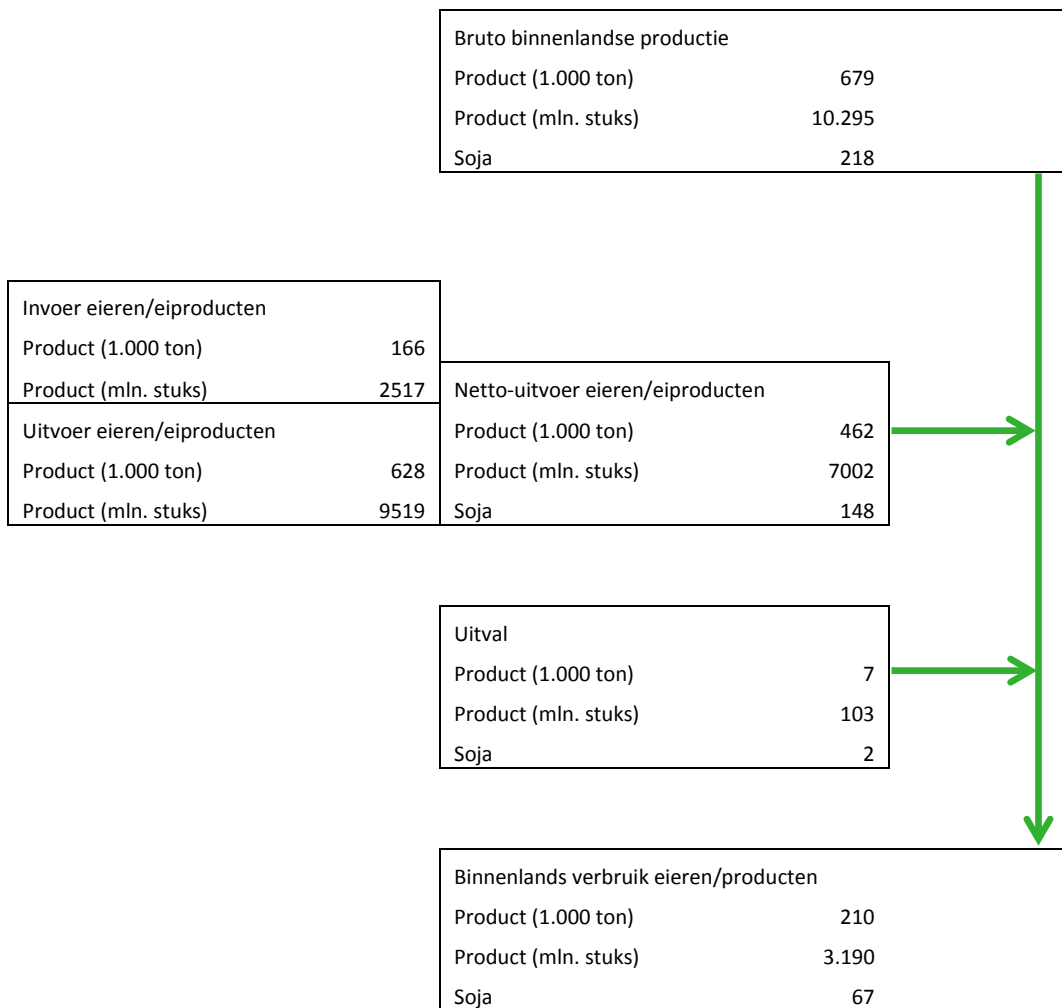 Bruto binnenlandse productie
Product (1.000 ton) 679
Product (mln. stuks) 10.295
Soja 218
Invoer eieren/eiproducten
Product (1.000 ton) 166
Product (mln. stuks) 2517
Uitvoer eieren/eiproducten
Product (1.000 ton) 628
Product (mln. stuks) 9519
Netto-uitvoer eieren/eiproducten
Product (1.000 ton) 462
Product (mln. stuks) 7002
Soja 148
Uitval
Product (1.000 ton) 7
Product (mln. stuks) 103
Soja 2
Binnenlands verbruik eieren/producten
Product (1.000 ton) 210
Product (mln. stuks) 3.190
Soja 67